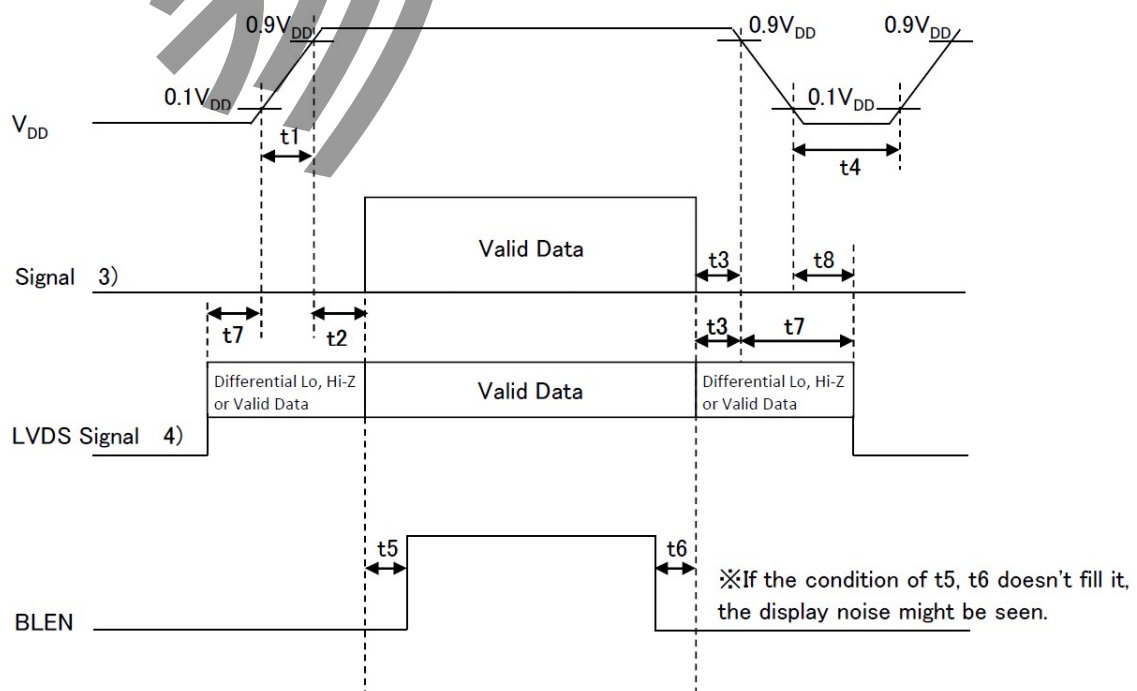 0.9VDD 0.9VDD 0.9VDD
0.1VDD 0.1VDD
VDD
t1
t4
Valid Data
t3 t8
Signal 3)
t7 t2 t3 t7
Differential Lo, Hi-Z
or Valid Data
Valid Data
Differential Lo, Hi-Z
or Valid Data
LVDS Signal 4)
t5 t6
※If the condition of t5, t6 doesn't fill it,
the display noise might be seen.
BLEN